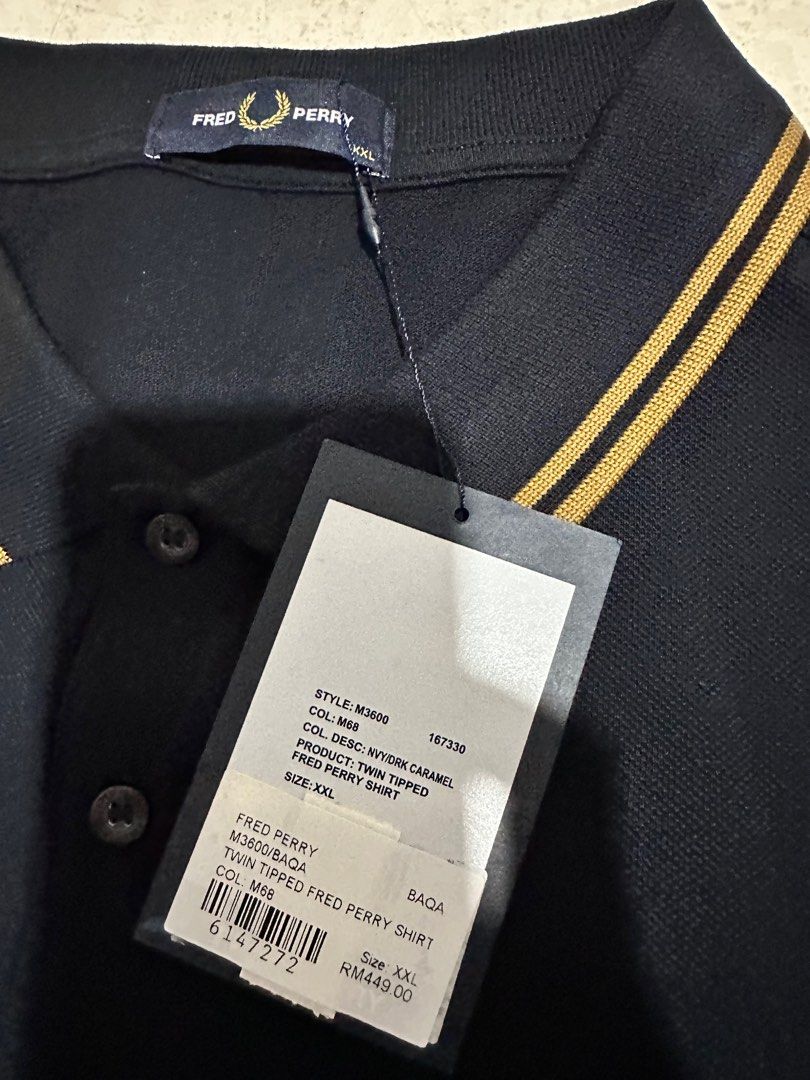 FRED PERRY
XXL
STYLE: M3600
COL: M68 167330
COL. DESC: NVY/DRK CARAMEL
PRODUCT: TWIN TIPPED
FRED PERRY SHIRT
SIZE: XXL
FRED PERRY
M3600/BAQA BAQA
TWIN TIPPED FRED PERRY SHIRT
COL: M68
6147272
Size: XXL
RM449.00